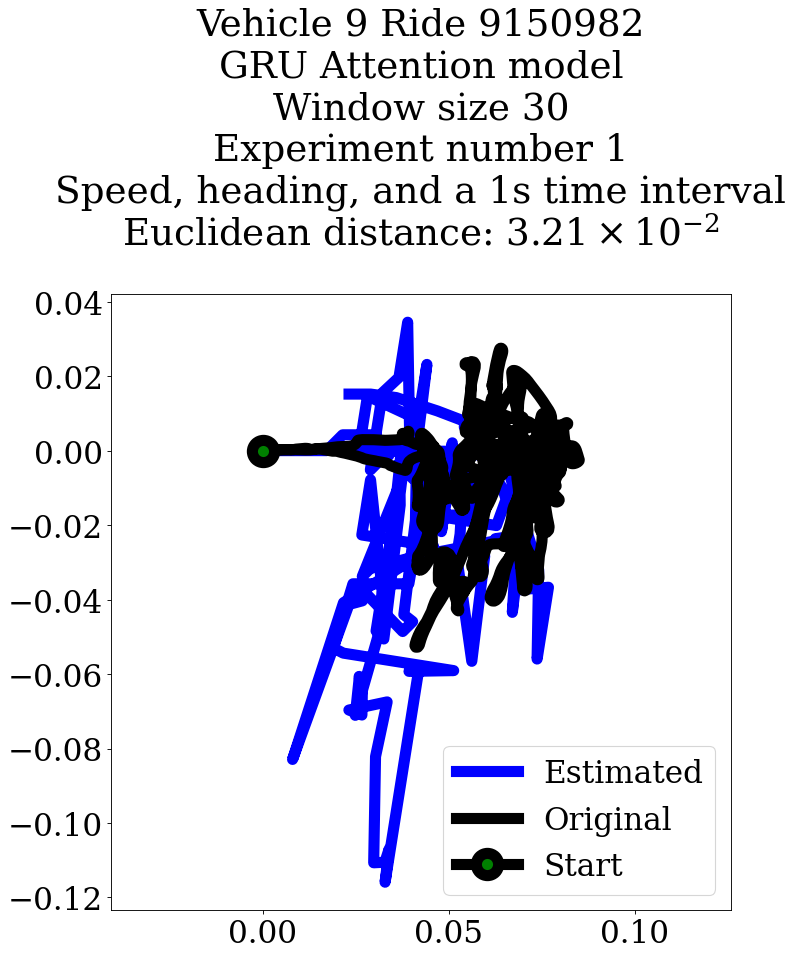 Vehicle 9 Ride 9150982
GRU Attention model
Window size 30
Experiment number 1
Speed, heading, and a 1s time interval
Euclidean distance: 3.21 × 10⁻²
0.04
0.02
0.00
−0.02
−0.04
−0.06
−0.08
−0.10
−0.12
Estimated
Original
Start
0.00 0.05 0.10